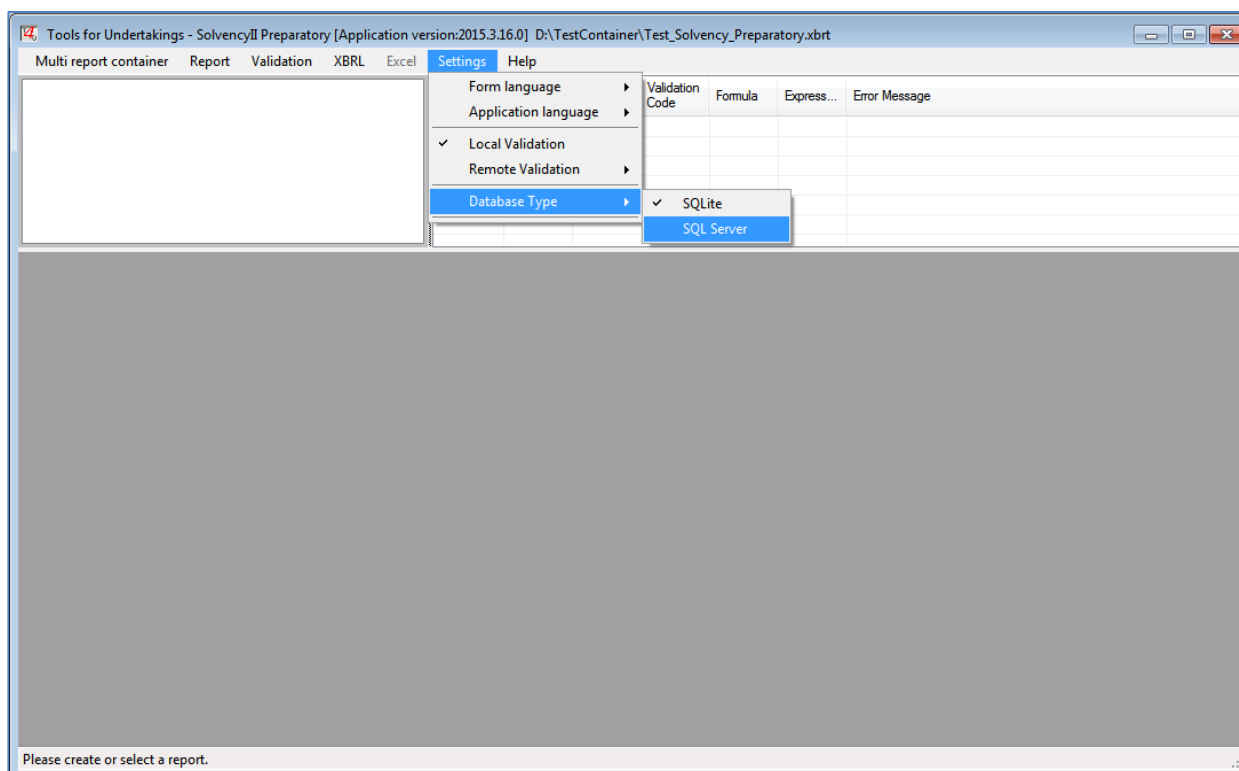 Tools for Undertakings - SolvencyII Preparatory [Application version:2015.3.16.0] D:\TestContainer\Test_Solvency_Preparatory.xbrt
Multi report container Report Validation XBRL Excel Settings Help
Form language
Application language
Local Validation
Remote Validation
Database Type
SQLite
SQL Server
Validation Code
Formula
Express...
Error Message
Please create or select a report.